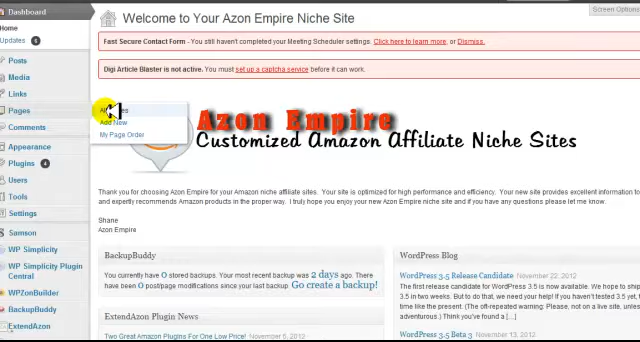 Dashboard
Home
Updates 5
Posts
Media
Links
Pages
Comments
Appearance
Plugins 4
Users
Tools
Settings
Samson
WP Simplicity
WP Simplicity Plugin
Central
WPZonBuilder
BackupBuddy
ExtendAzon
Add New
My Page Order
Screen Options
Welcome to Your Azon Empire Niche Site
Fast Secure Contact Form - You still haven't completed your Meeting Scheduler settings. Click here to learn more, or Dismiss.
Digi Article Blaster is not active. You must set up a captcha service before it can work.
Azon Empire
Customized Amazon Affiliate Niche Sites
Thank you for choosing Azon Empire for your Amazon niche affiliate sites. Your site is optimized for high performance and efficiency. Your new site provides excellent information to
and expertly recommends Amazon products in the proper way. I truly hope you enjoy your new Azon Empire niche site and if you have any questions please let me know.
Shane
Azon Empire
BackupBuddy
You currently have 0 stored backups. Your most recent backup was 2 days ago. There
have been 0 post/page modifications since your last backup. Go create a backup!
ExtendAzon Plugin News
Two Great Amazon Plugins For One Low Price! November 6, 2012
WordPress Blog
WordPress 3.5 Release Candidate November 22, 2012
The first release candidate for WordPress 3.5 is now available. We hope to ship
3.5 in two weeks. But to do that, we need your help! If you haven't tested 3.5 yet, t
time like the present. (The oft-repeated warning: Please, not on a live site, unless
adventurous.) Think you've found a […]
WordPress 3.5 Beta 3 November 13, 2012